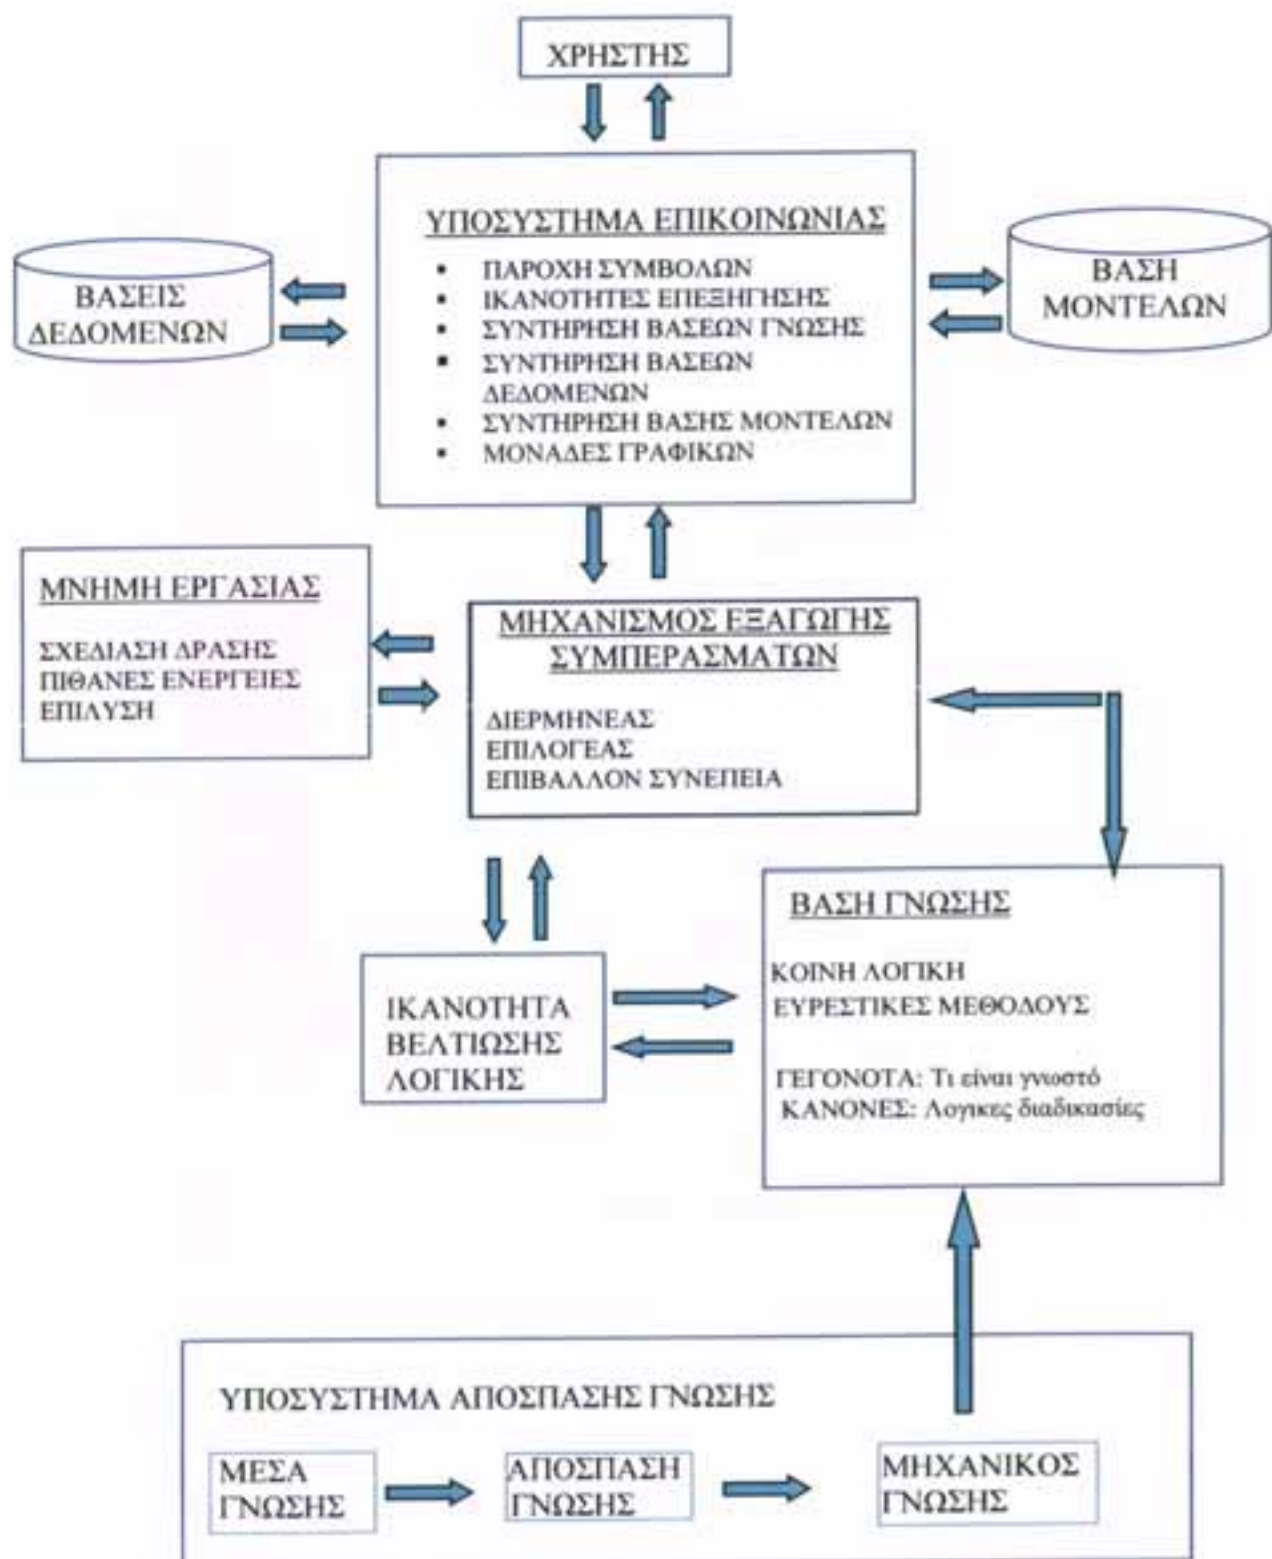 ΧΡΗΣΤΗΣ
ΥΠΟΣΥΣΤΗΜΑ ΕΠΙΚΟΙΝΩΝΙΑΣ
▪ ΠΑΡΟΧΗ ΣΥΜΒΟΛΩΝ
▪ ΙΚΑΝΟΤΗΤΕΣ ΕΠΕΞΗΓΗΣΗΣ
▪ ΣΥΝΤΗΡΗΣΗ ΒΑΣΕΩΝ ΓΝΩΣΗΣ
▪ ΣΥΝΤΗΡΗΣΗ ΒΑΣΕΩΝ
ΔΕΔΟΜΕΝΩΝ
▪ ΣΥΝΤΗΡΗΣΗ ΒΑΣΗΣ ΜΟΝΤΕΛΩΝ
▪ ΜΟΝΑΔΕΣ ΓΡΑΦΙΚΩΝ
ΒΑΣΕΙΣ
ΔΕΔΟΜΕΝΩΝ
ΒΑΣΗ
ΜΟΝΤΕΛΩΝ
ΜΝΗΜΗ ΕΡΓΑΣΙΑΣ
ΣΧΕΔΙΑΣΗ ΔΡΑΣΗΣ
ΠΙΘΑΝΕΣ ΕΝΕΡΓΕΙΕΣ
ΕΠΙΛΥΣΗ
ΜΗΧΑΝΙΣΜΟΣ ΕΞΑΓΩΓΗΣ
ΣΥΜΠΕΡΑΣΜΑΤΩΝ
ΔΙΕΡΜΗΝΕΑΣ
ΕΠΙΛΟΓΕΑΣ
ΕΠΙΒΑΛΛΟΝ ΣΥΝΕΠΕΙΑ
ΙΚΑΝΟΤΗΤΑ
ΒΕΛΤΙΩΣΗΣ
ΛΟΓΙΚΗΣ
ΒΑΣΗ ΓΝΩΣΗΣ
ΚΟΙΝΗ ΛΟΓΙΚΗ
ΕΥΡΕΣΤΙΚΕΣ ΜΕΘΟΔΟΥΣ
ΓΕΓΟΝΟΤΑ: Τι είναι γνωστό
ΚΑΝΟΝΕΣ: Λογικες διαδικασίες
ΥΠΟΣΥΣΤΗΜΑ ΑΠΟΣΠΑΣΗΣ ΓΝΩΣΗΣ
ΜΕΣΑ
ΓΝΩΣΗΣ
ΑΠΟΣΠΑΣΗ
ΓΝΩΣΗΣ
ΜΗΧΑΝΙΚΟΣ
ΓΝΩΣΗΣ